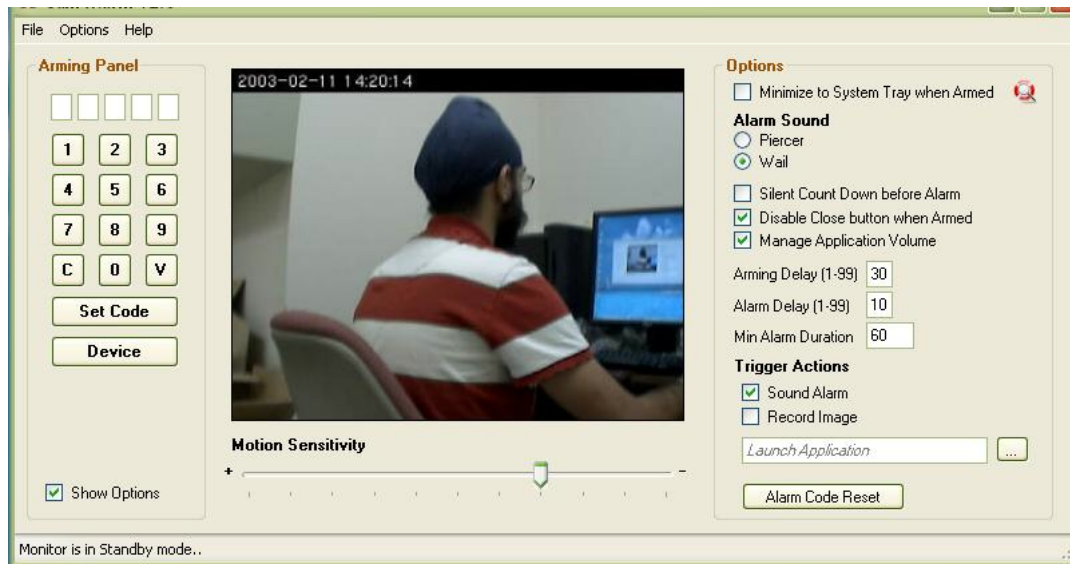 File Options Help
Arming Panel
1 2 3
4 5 6
7 8 9
C 0 V
Set Code
Device
Show Options
2003-02-11 14:20:14
Motion Sensitivity
+ -
Options
Minimize to System Tray when Armed
Alarm Sound
Piercer
Wail
Silent Count Down before Alarm
Disable Close button when Armed
Manage Application Volume
Arming Delay (1-99) 30
Alarm Delay (1-99) 10
Min Alarm Duration 60
Trigger Actions
Sound Alarm
Record Image
Launch Application ...
Alarm Code Reset
Monitor is in Standby mode..